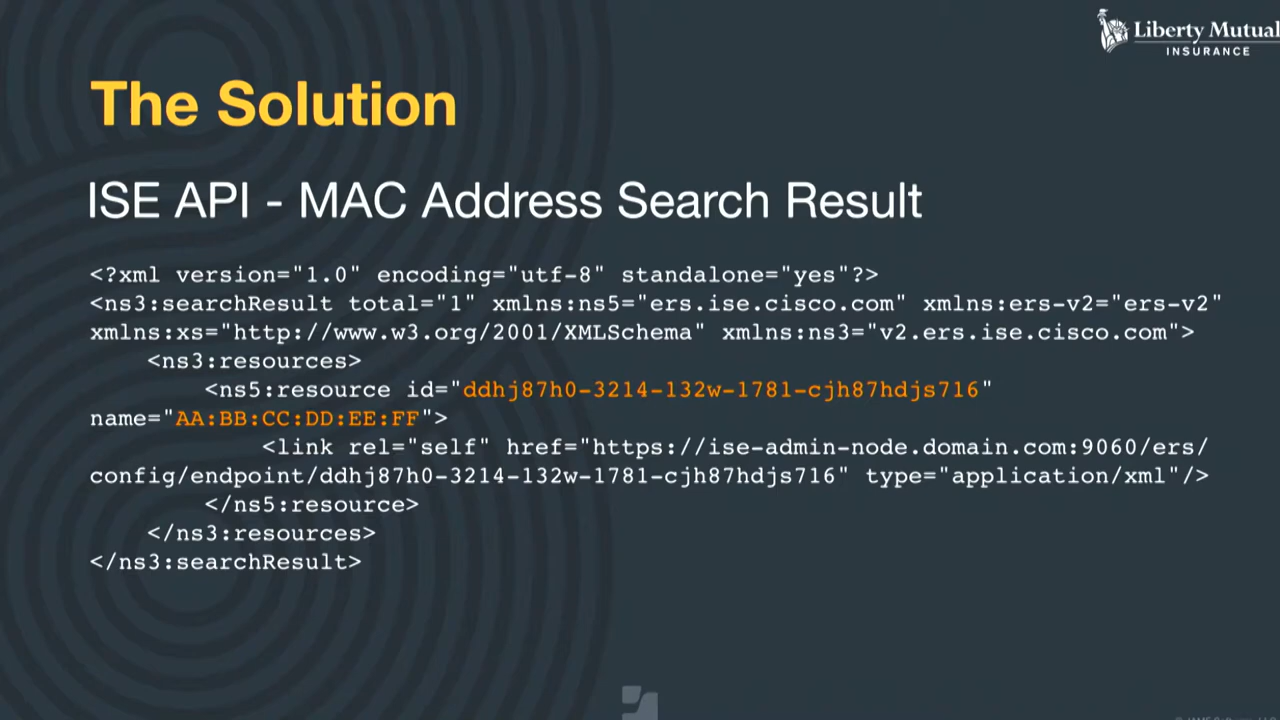 Liberty Mutual
INSURANCE
The Solution
ISE API - MAC Address Search Result
<?xml version="1.0" encoding="utf-8" standalone="yes"?>
<ns3:searchResult total="1" xmlns:ns5="ers.ise.cisco.com" xmlns:ers-v2="ers-v2"
xmlns:xs="http://www.w3.org/2001/XMLSchema" xmlns:ns3="v2.ers.ise.cisco.com">
<ns3:resources>
<ns5:resource id="ddhj87h0-3214-132w-1781-cjh87hdjs716"
name="AA:BB:CC:DD:EE:FF">
<link rel="self" href="https://ise-admin-node.domain.com:9060/ers/
config/endpoint/ddhj87h0-3214-132w-1781-cjh87hdjs716" type="application/xml"/>
</ns5:resource>
</ns3:resources>
</ns3:searchResult>